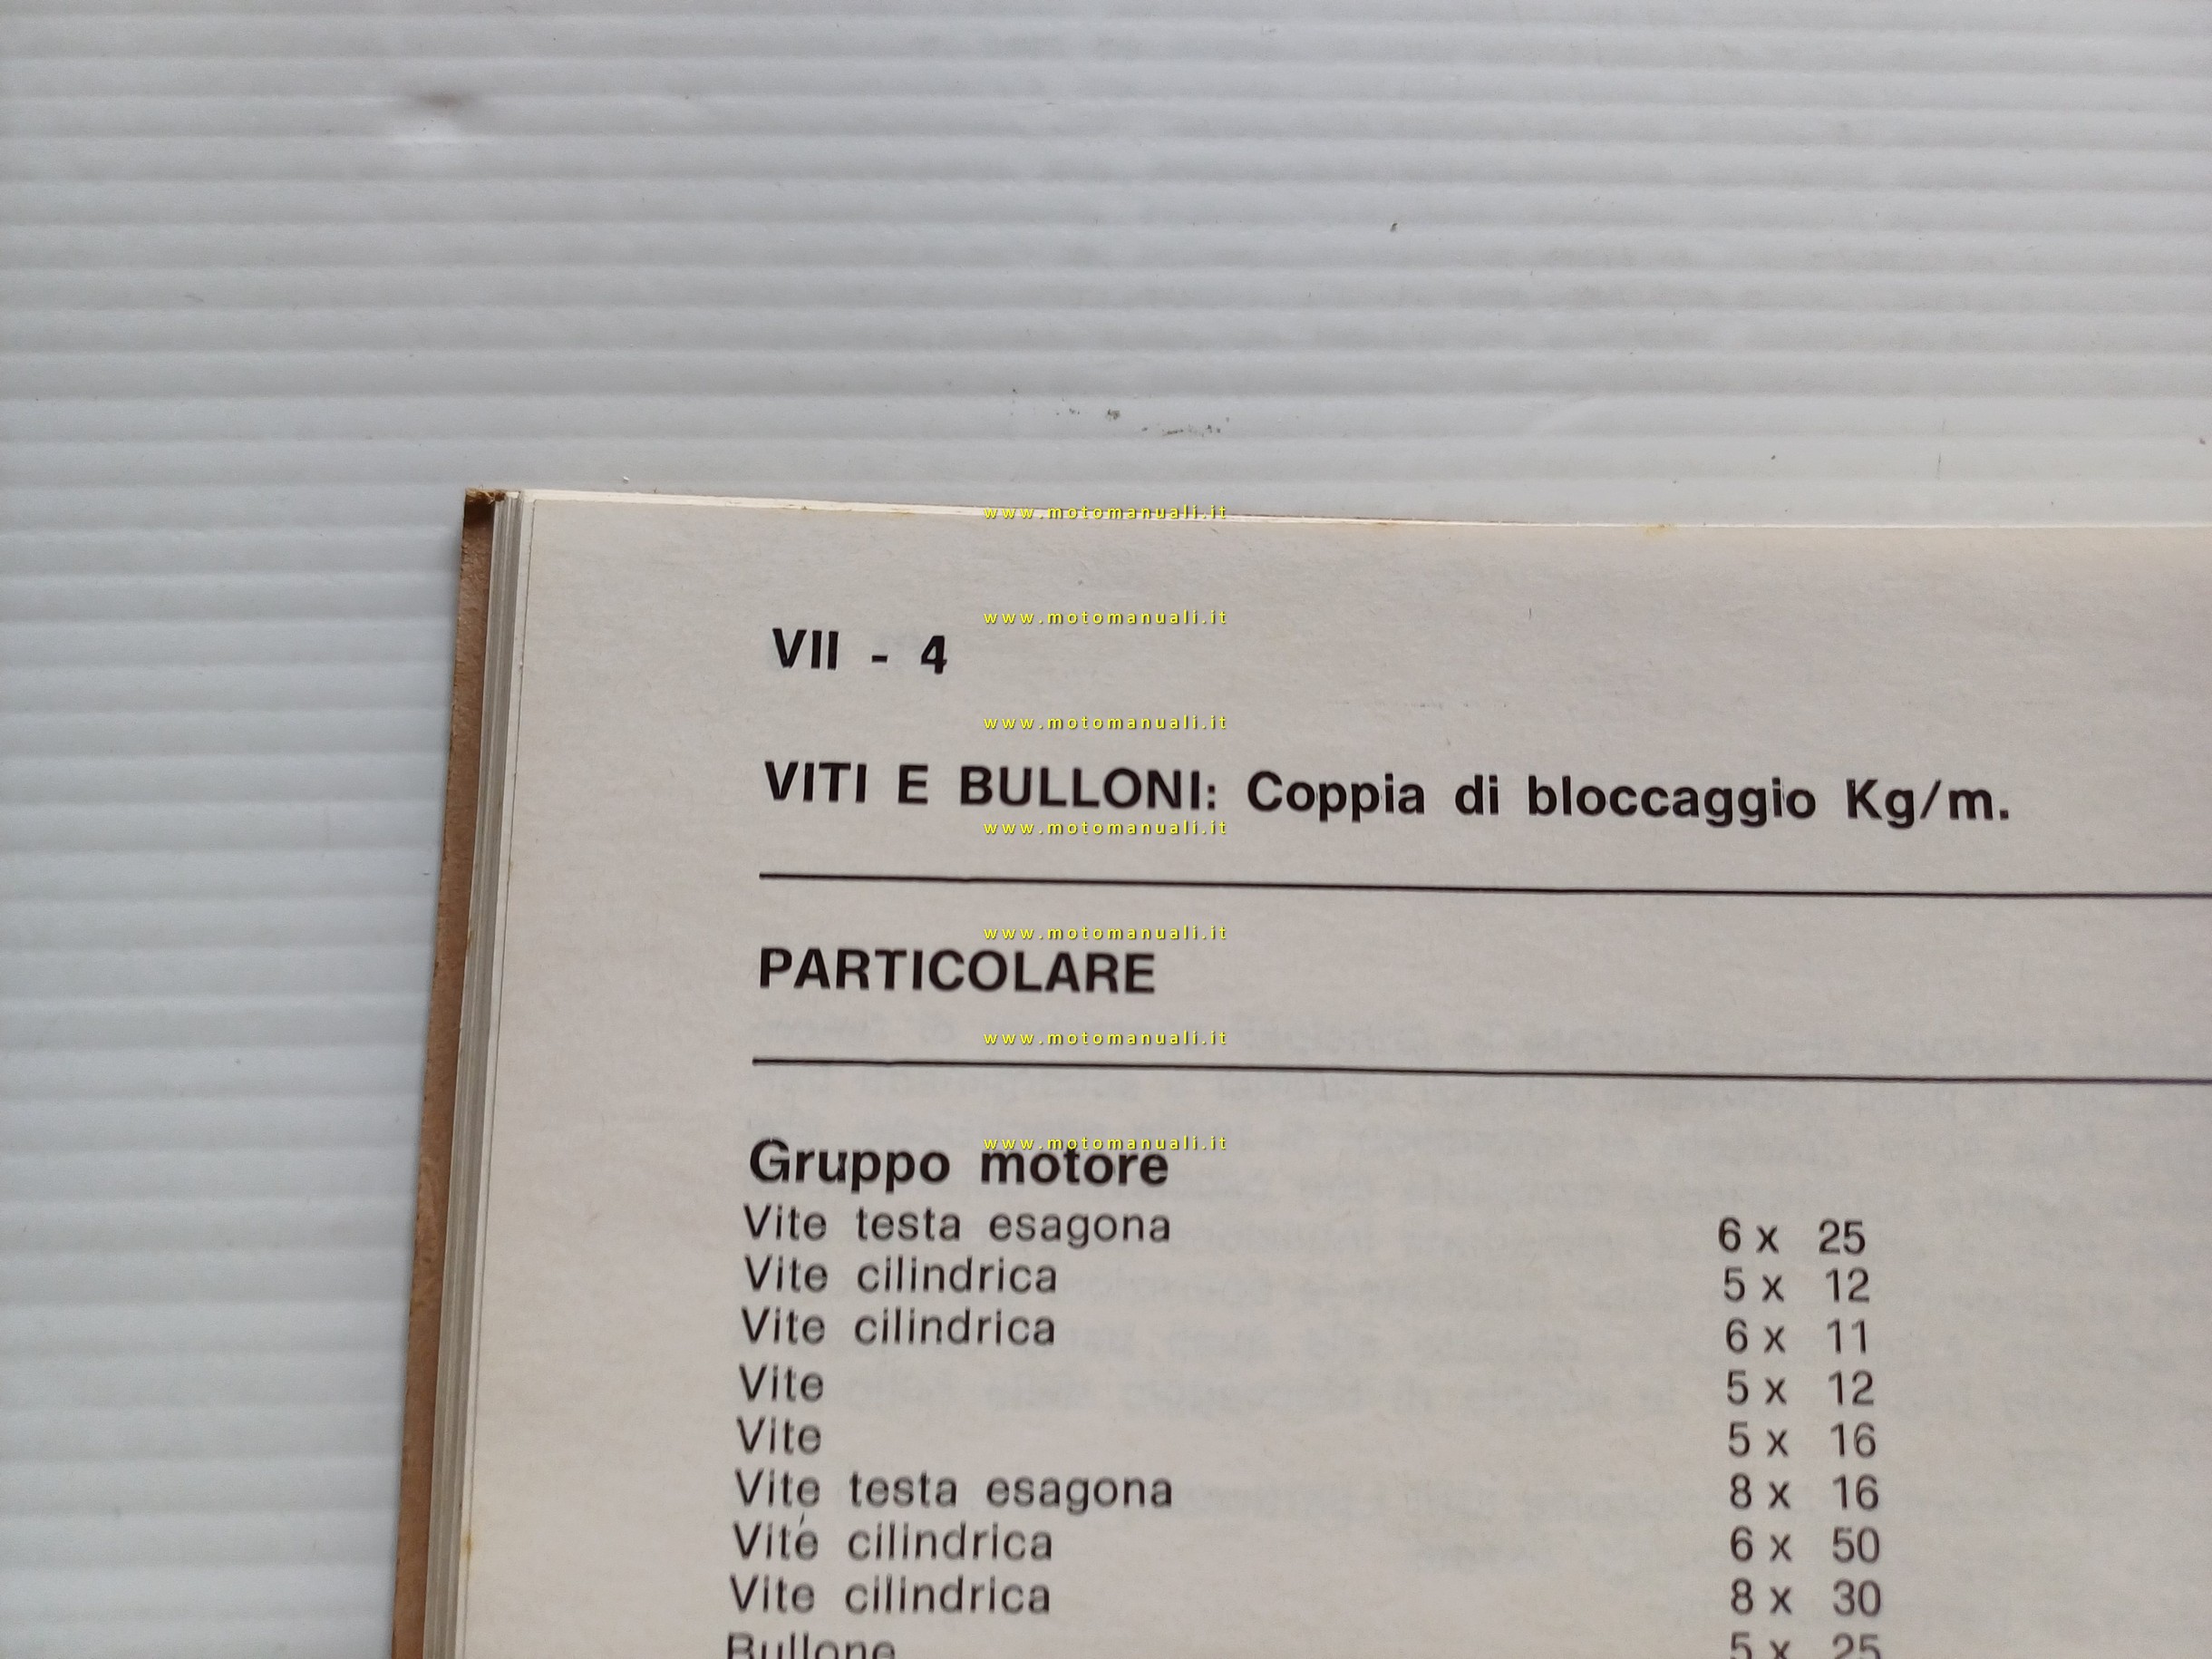 www.motomanuali.it
www.motomanuali.it
VII - 4
www.motomanuali.it
VITI E BULLONI: Coppia di bloccaggio Kg/m.
www.motomanuali.it
www.motomanuali.it
PARTICOLARE
www.motomanuali.it
www.motomanuali.it
Gruppo motore
Vite testa esagona 6 x 25
Vite cilindrica 5 x 12
Vite cilindrica 6 x 11
Vite 5 x 12
Vite 5 x 16
Vite testa esagona 8 x 16
Vite cilindrica 6 x 50
Vite cilindrica 8 x 30
Bullone 5 x 25